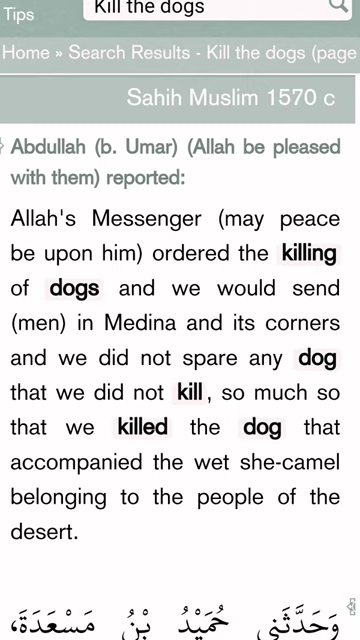 Tips
Kill the dogs
Home » Search Results - Kill the dogs (page
Sahih Muslim 1570 c
Abdullah (b. Umar) (Allah be pleased
with them) reported:
Allah's Messenger (may peace
be upon him) ordered the killing
of dogs and we would send
(men) in Medina and its corners
and we did not spare any dog
that we did not kill, so much so
that we killed the dog that
accompanied the wet she-camel
belonging to the people of the
desert.
وَحَدَّثَنِي حُمَيْدُ بْنُ مَسْعَدَةَ،